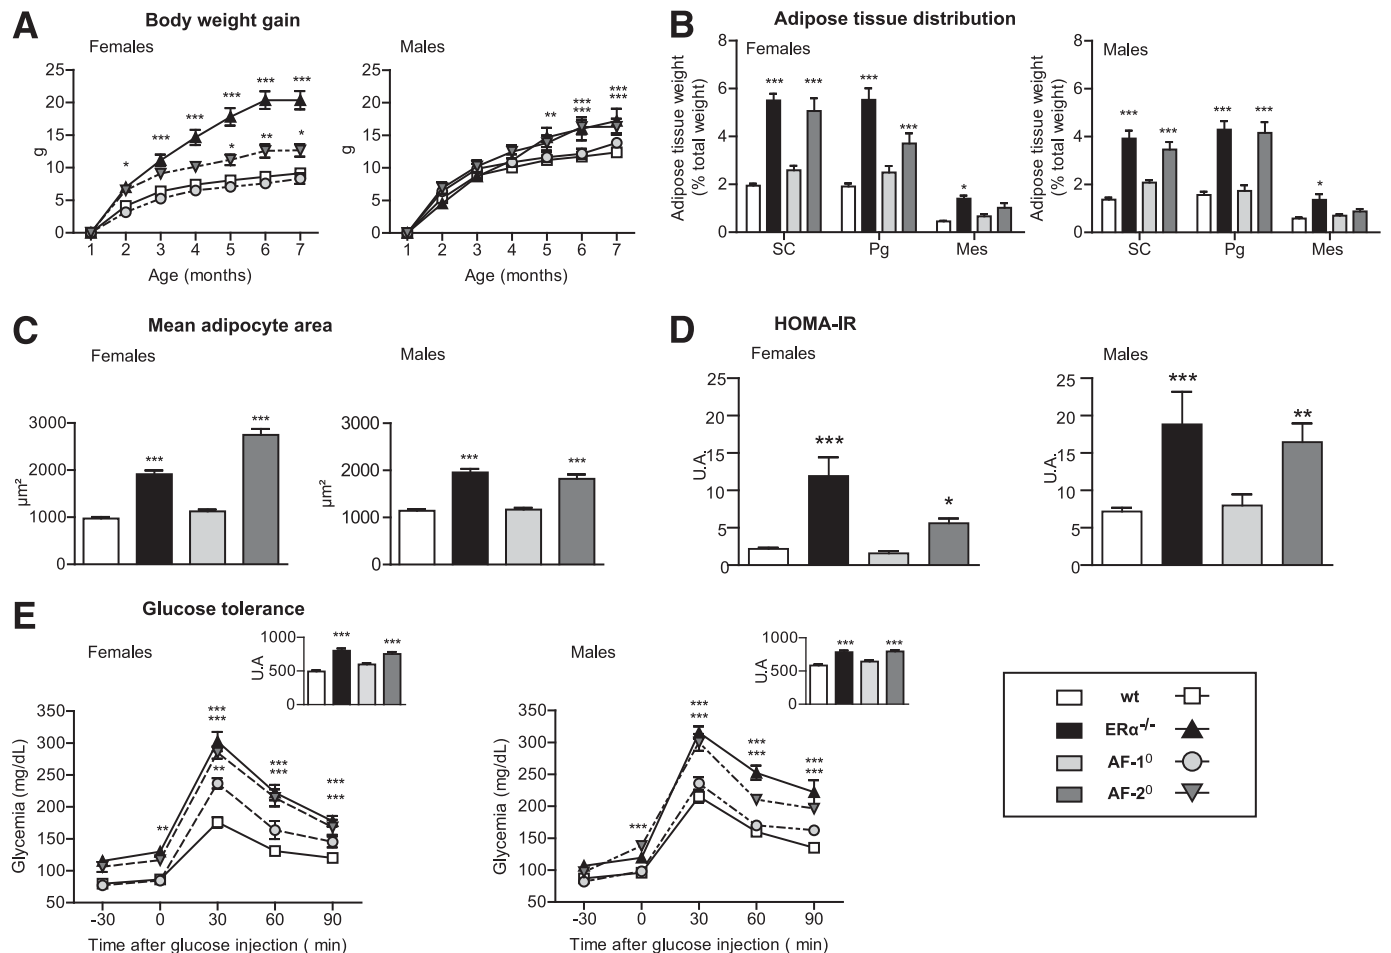 A Body weight gain
Females
Males
g
25
20
15
10
5
0
* *** *** *** *** ***
* ** *
1 2 3 4 5 6 7
Age (months)
g
25
20
15
10
5
0
** *** ***
*** ***
1 2 3 4 5 6 7
Age (months)
B Adipose tissue distribution
Females
Adipose tissue weight
(% total weight)
8
6
4
2
0
*** *** *** *** *
SC Pg Mes
Males
Adipose tissue weight
(% total weight)
8
6
4
2
0
*** *** *** *** *
SC Pg Mes
C Mean adipocyte area
Females
µm²
3000
2000
1000
0
*** ***
Males
µm²
3000
2000
1000
0
*** ***
D HOMA-IR
Females
U.A.
25
20
15
10
5
0
*** *
Males
U.A.
25
20
15
10
5
0
*** **
E Glucose tolerance
Females
U.A
1000
500
0
*** ***
Glycemia (mg/dL)
350
300
250
200
150
100
50
** *** *** ***
*** *** ***
**
-30 0 30 60 90
Time after glucose injection ( min)
Males
U.A
1000
500
0
*** ***
Glycemia (mg/dL)
350
300
250
200
150
100
50
*** *** *** ***
*** *** ***
-30 0 30 60 90
Time after glucose injection ( min)
wt
ERα-/-
AF-1⁰
AF-2⁰